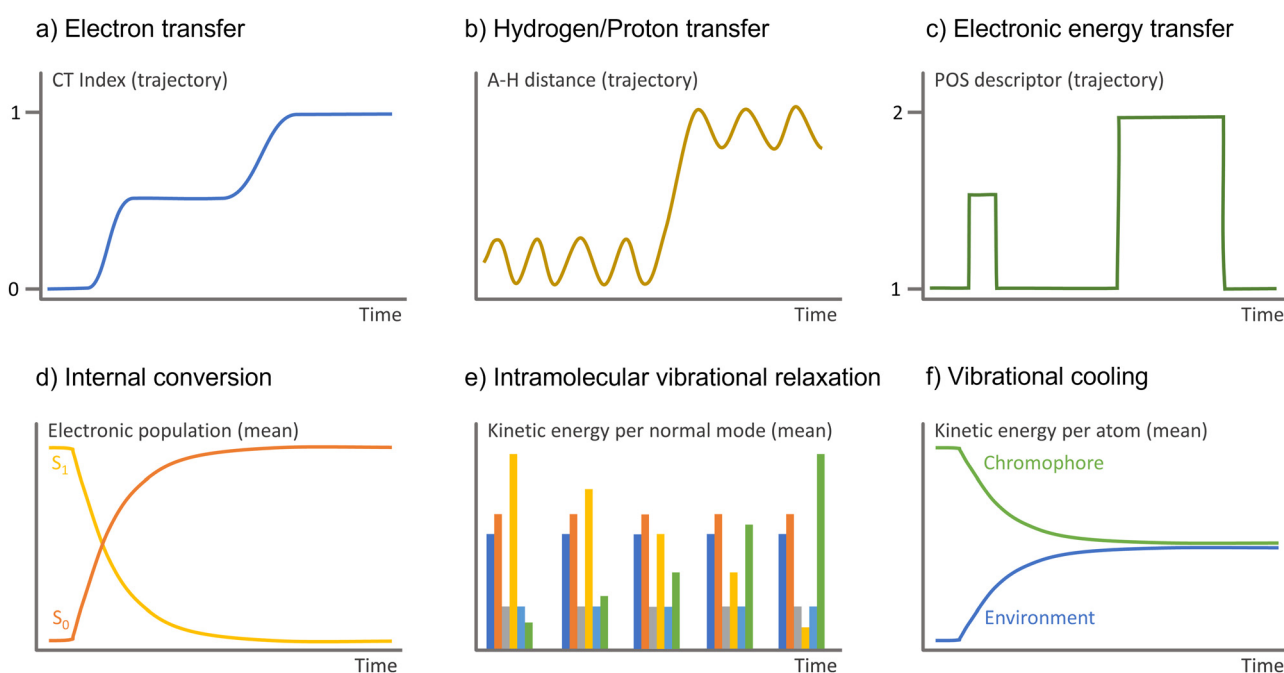 a) Electron transfer
CT Index (trajectory)
1
0
Time
b) Hydrogen/Proton transfer
A-H distance (trajectory)
Time
c) Electronic energy transfer
POS descriptor (trajectory)
2
1
Time
d) Internal conversion
Electronic population (mean)
S1
S0
Time
e) Intramolecular vibrational relaxation
Kinetic energy per normal mode (mean)
Time
f) Vibrational cooling
Kinetic energy per atom (mean)
Chromophore
Environment
Time